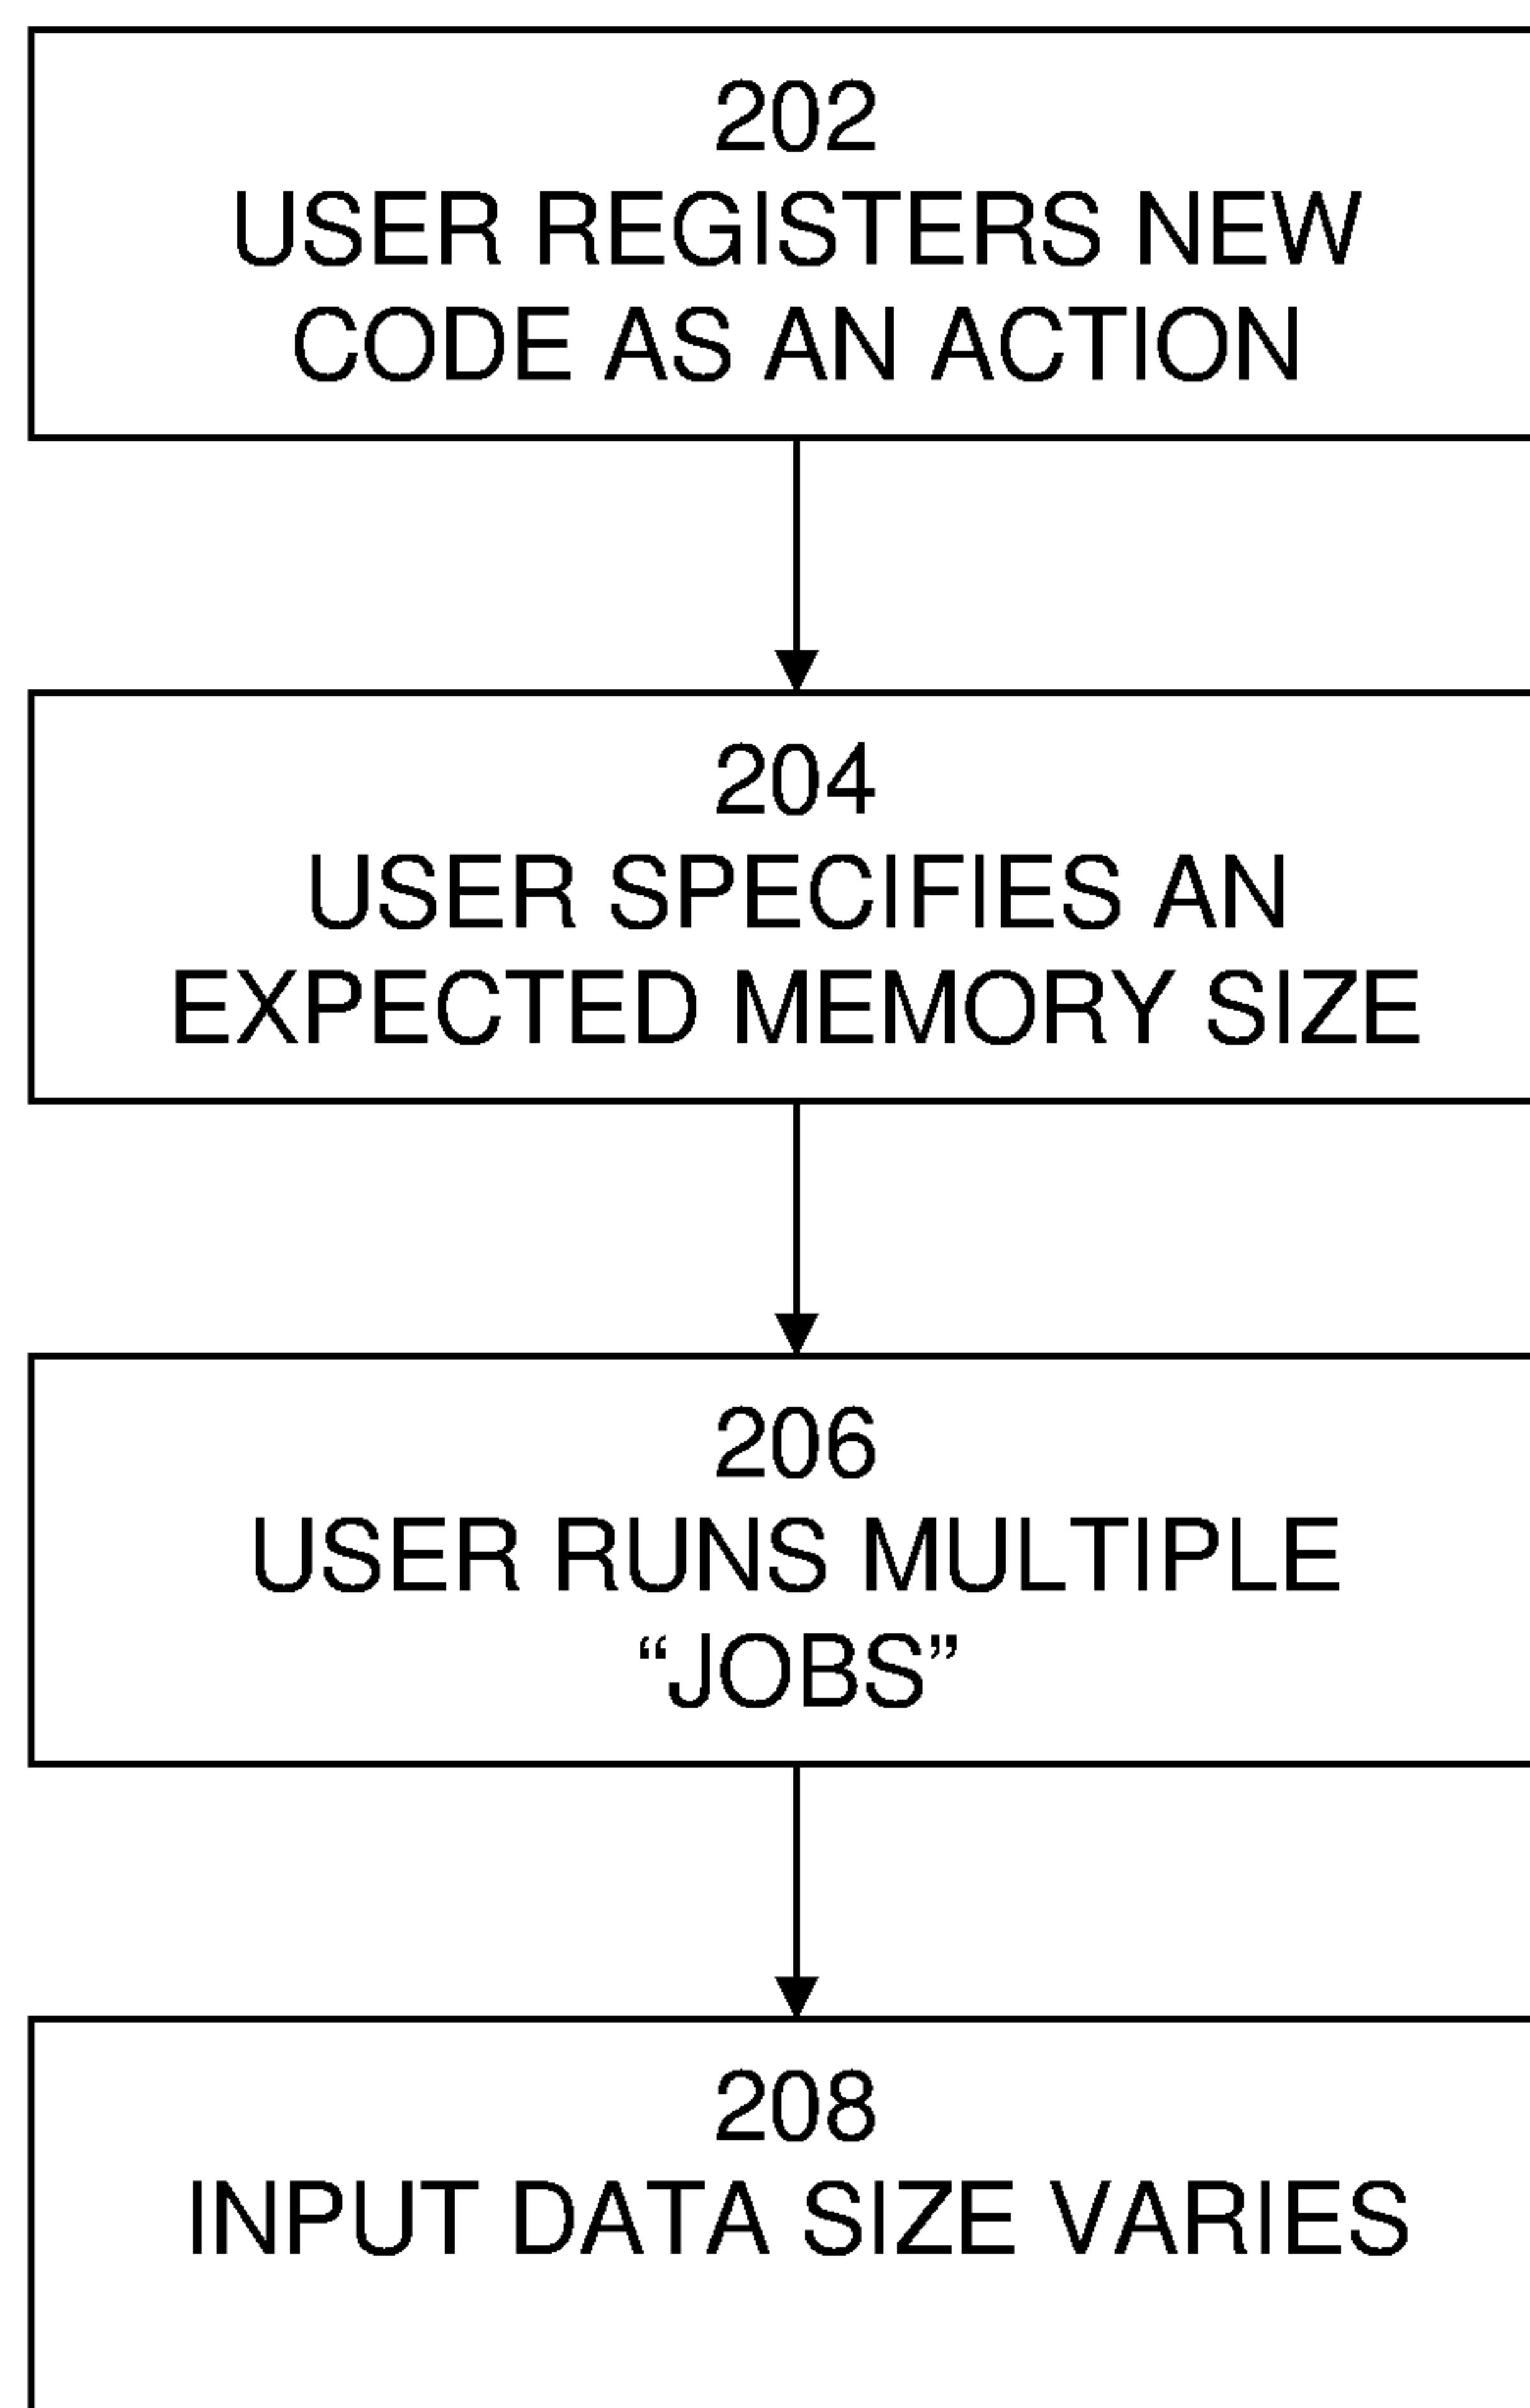 202
USER REGISTERS NEW
CODE AS AN ACTION
204
USER SPECIFIES AN
EXPECTED MEMORY SIZE
206
USER RUNS MULTIPLE
“JOBS”
208
INPUT DATA SIZE VARIES